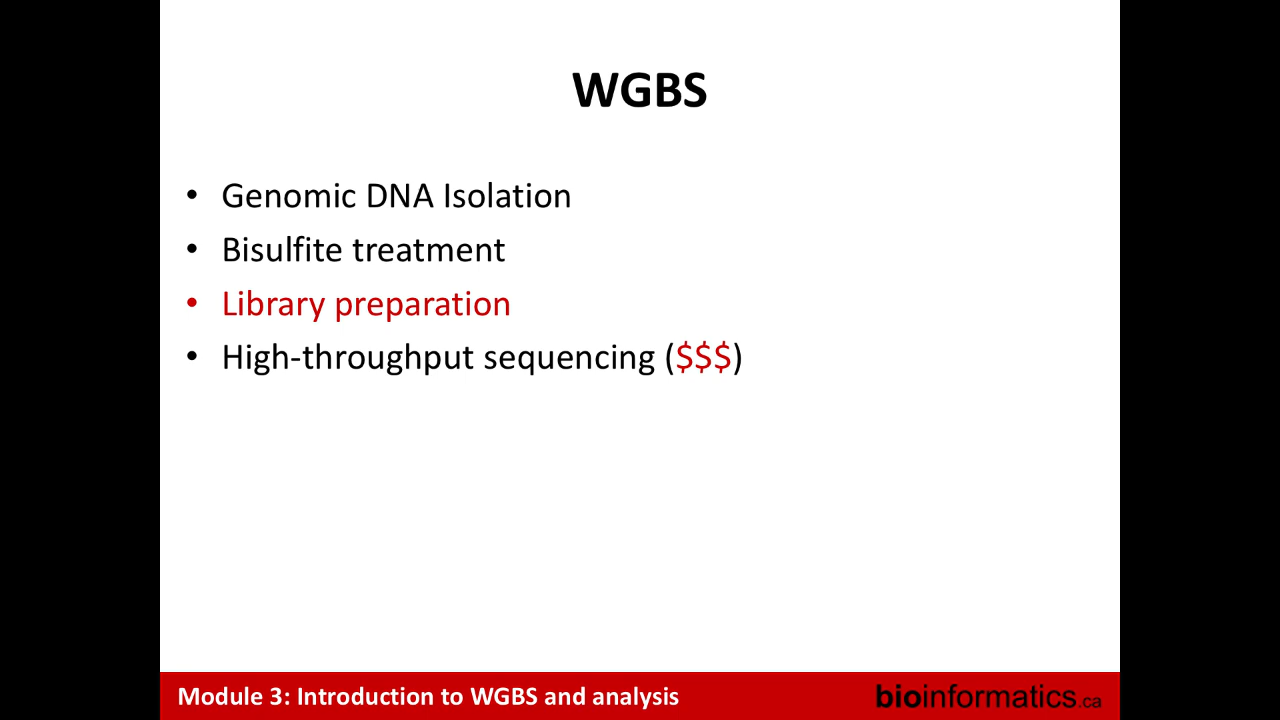 WGBS
• Genomic DNA Isolation
• Bisulfite treatment
• Library preparation
• High-throughput sequencing ($$$)
Module 3: Introduction to WGBS and analysis
bioinformatics.ca